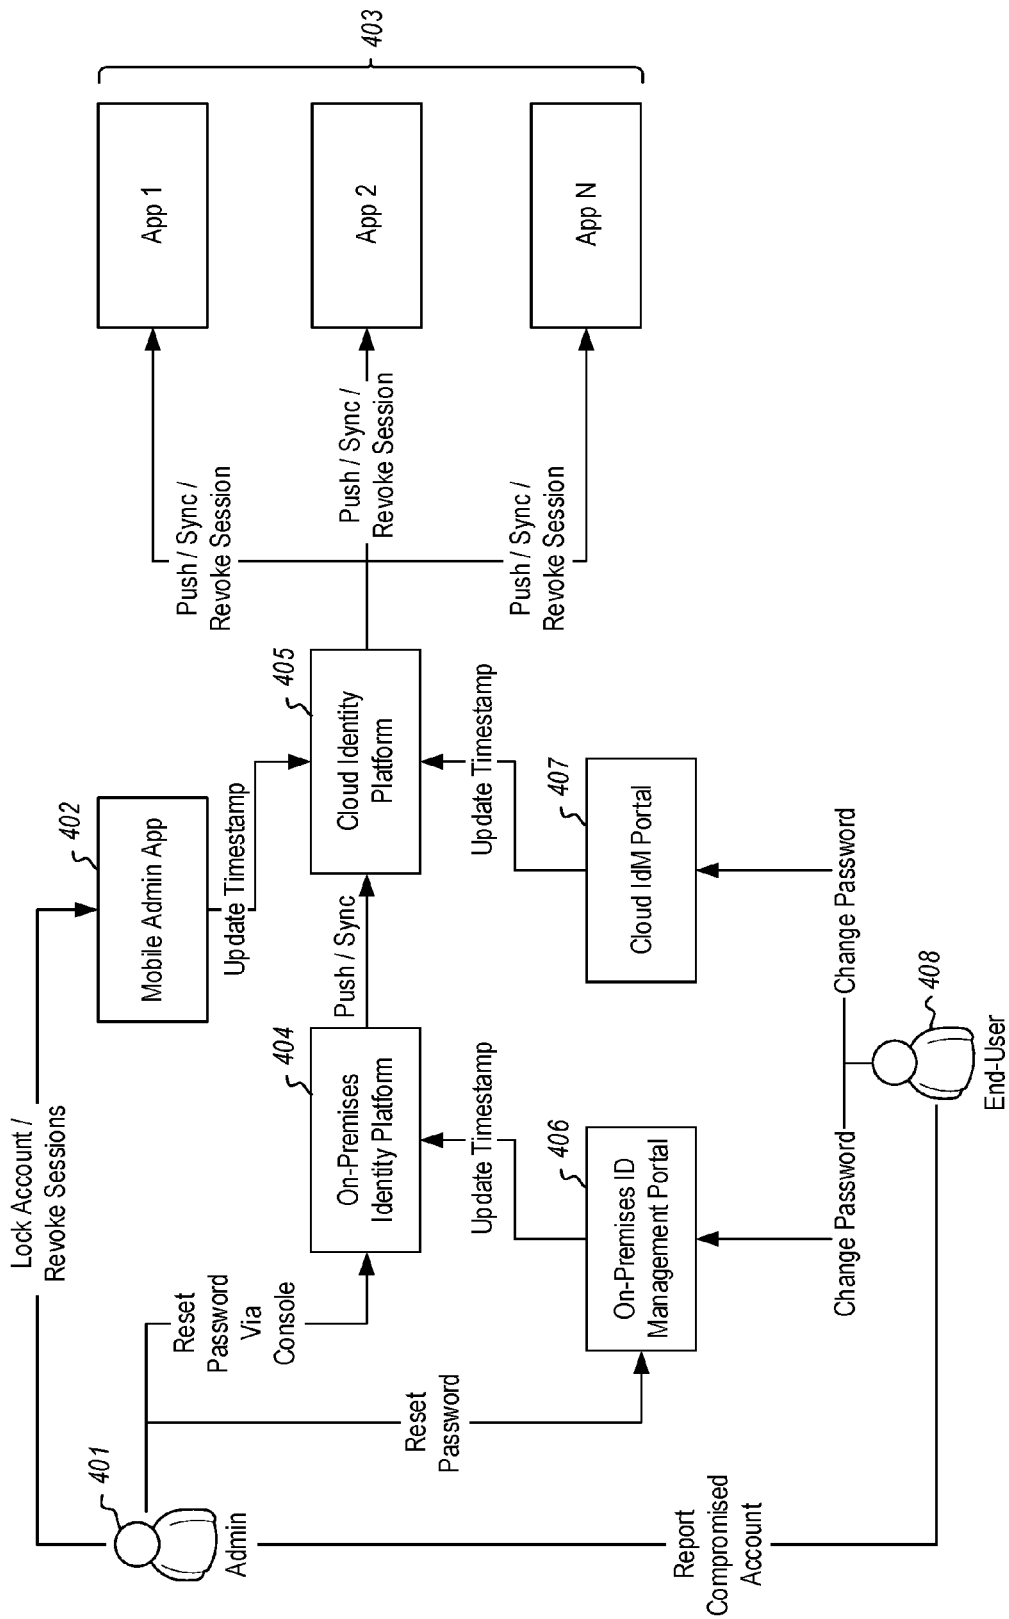 Lock Account /
Revoke Sessions
401
Admin
402
Mobile Admin App
Update Timestamp
Reset
Password
Via
Console
404
On-Premises
Identity Platform
Push / Sync
405
Cloud Identity
Platform
Push / Sync /
Revoke Session
Push / Sync /
Revoke Session
Push / Sync /
Revoke Session
App 1
App 2
App N
403
Reset
Password
Update Timestamp
406
On-Premises ID
Management Portal
Update Timestamp
407
Cloud IdM Portal
Change Password
Change Password
408
End-User
Report
Compromised
Account